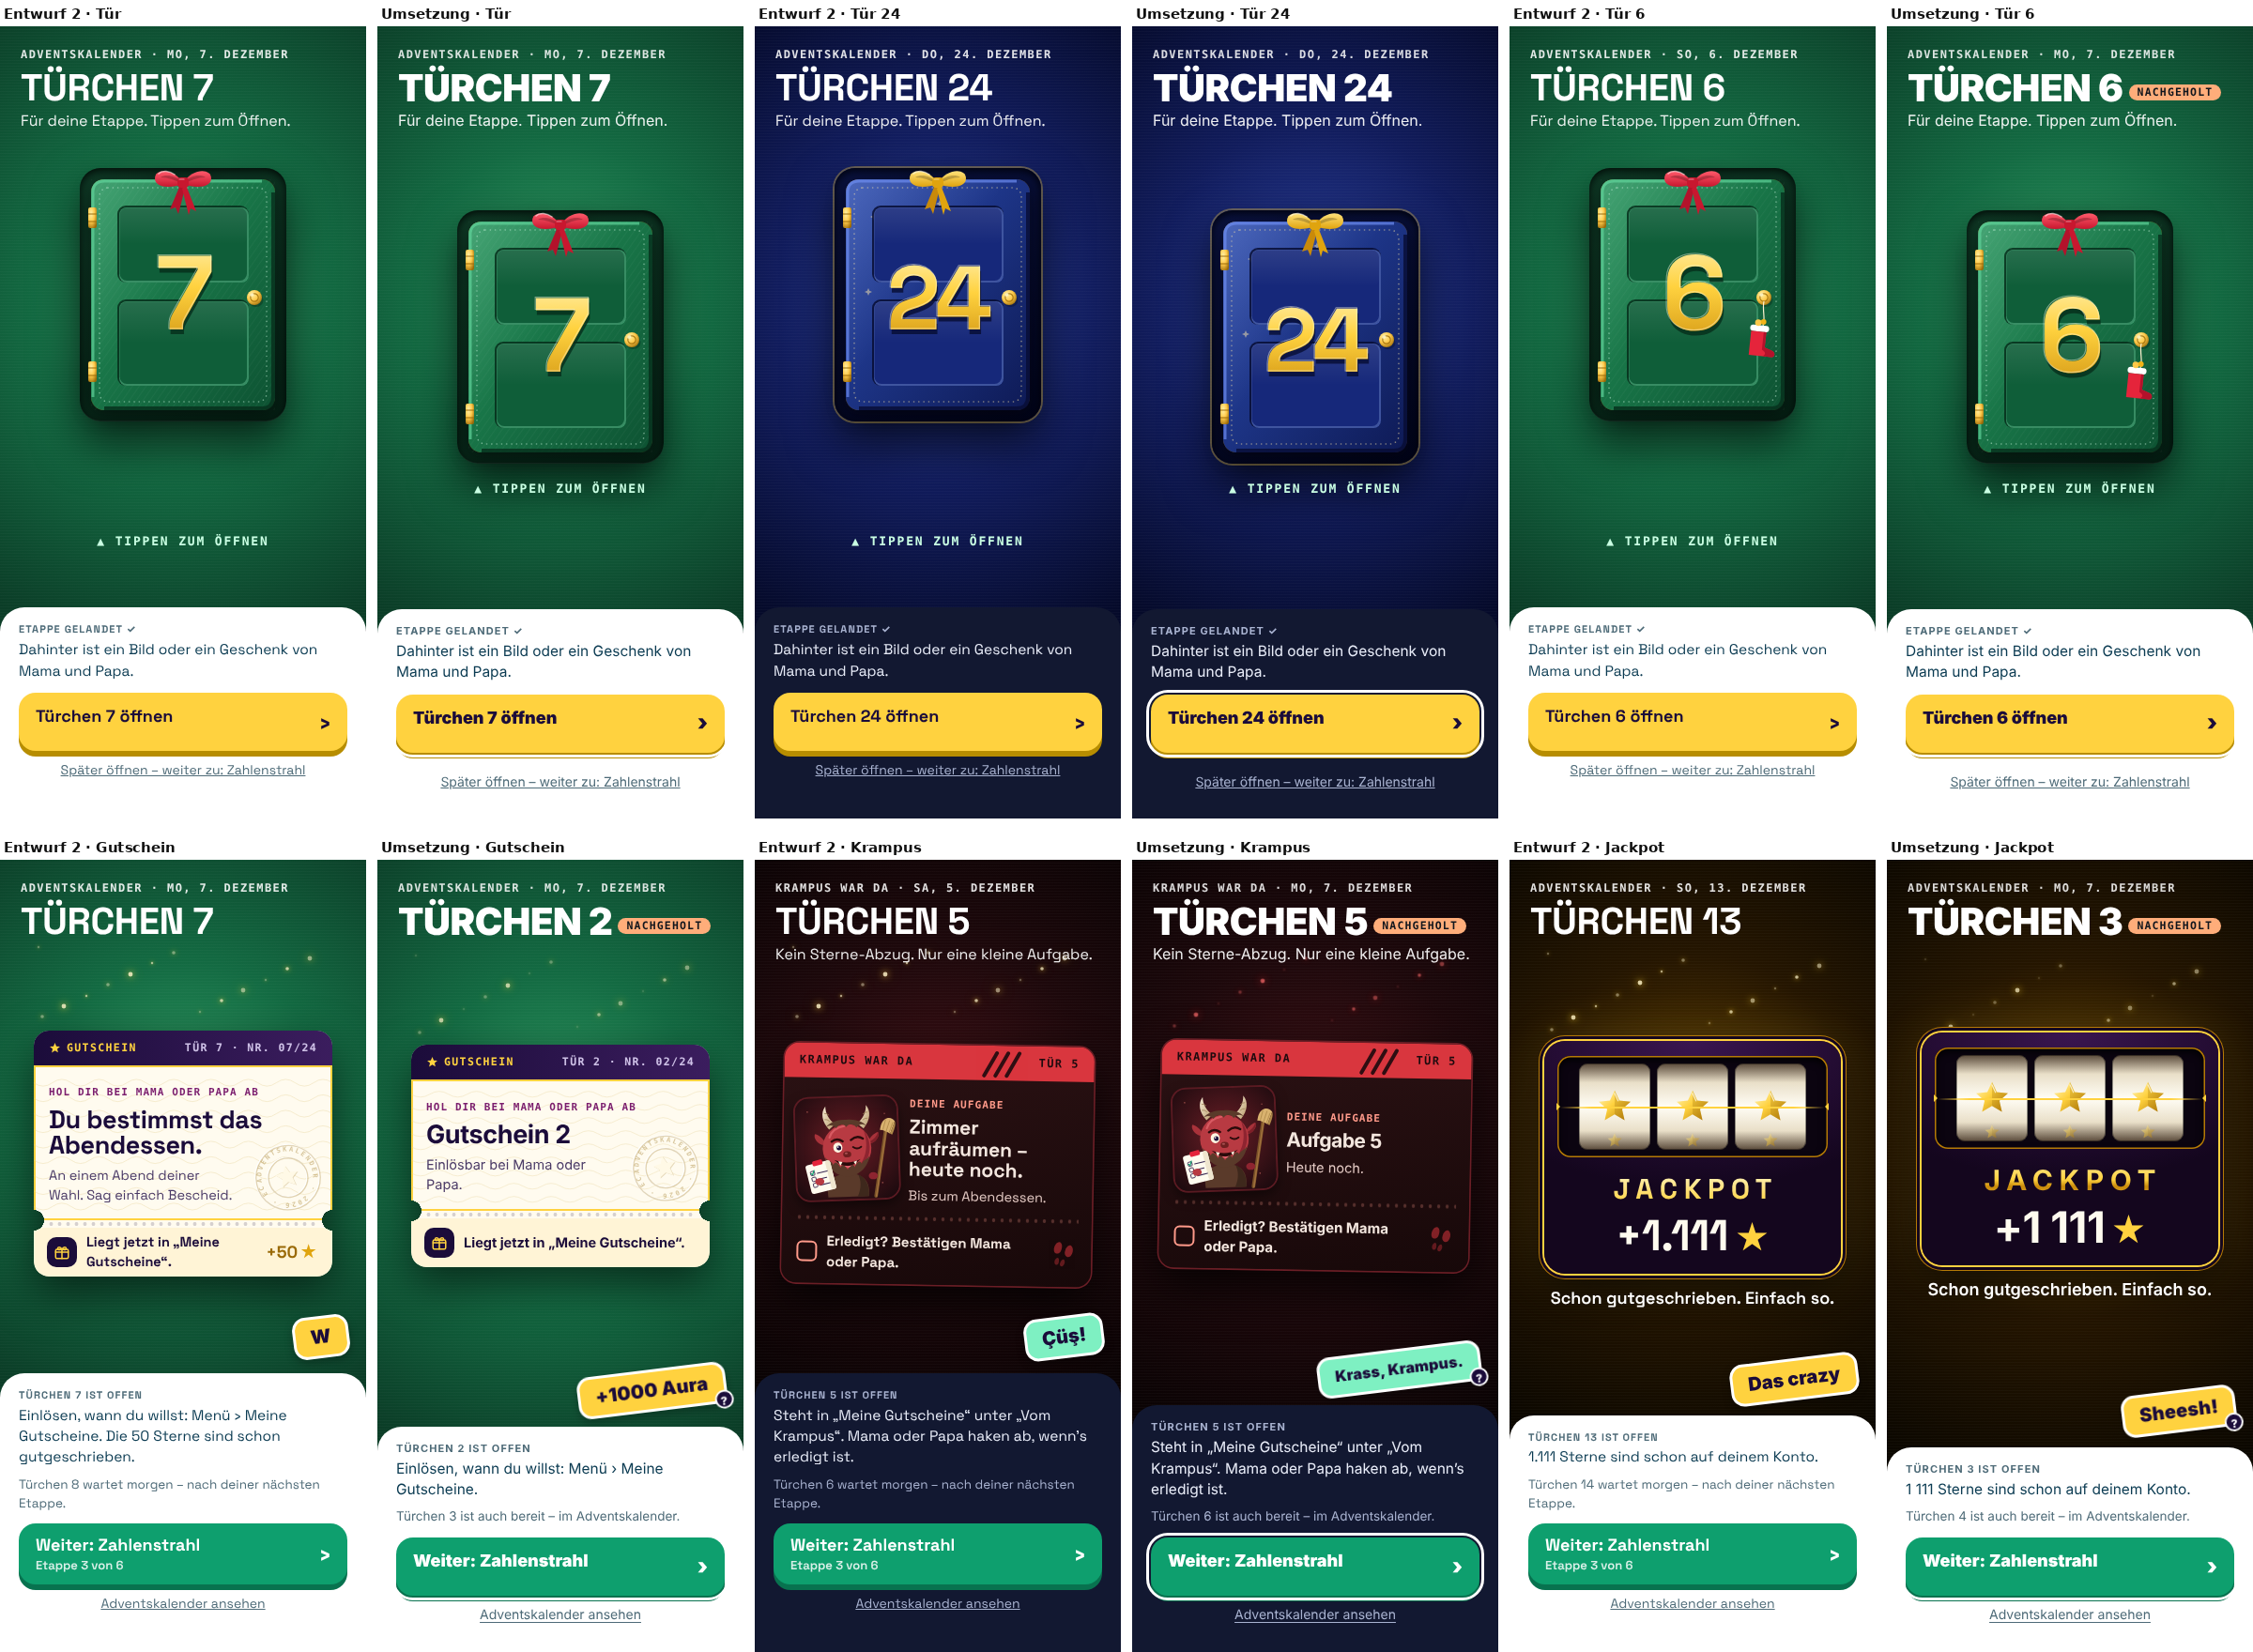 Entwurf 2 · Tür
ADVENTSKALENDER · MO, 7. DEZEMBER
TÜRCHEN 7
Für deine Etappe. Tippen zum Öffnen.
7
▲ TIPPEN ZUM ÖFFNEN
ETAPPE GELANDET ✓
Dahinter ist ein Bild oder ein Geschenk von
Mama und Papa.
Türchen 7 öffnen >
Später öffnen – weiter zu: Zahlenstrahl
Umsetzung · Tür
ADVENTSKALENDER · MO, 7. DEZEMBER
TÜRCHEN 7
Für deine Etappe. Tippen zum Öffnen.
7
▲ TIPPEN ZUM ÖFFNEN
ETAPPE GELANDET ✓
Dahinter ist ein Bild oder ein Geschenk von
Mama und Papa.
Türchen 7 öffnen ›
Später öffnen – weiter zu: Zahlenstrahl
Entwurf 2 · Tür 24
ADVENTSKALENDER · DO, 24. DEZEMBER
TÜRCHEN 24
Für deine Etappe. Tippen zum Öffnen.
24
▲ TIPPEN ZUM ÖFFNEN
ETAPPE GELANDET ✓
Dahinter ist ein Bild oder ein Geschenk von
Mama und Papa.
Türchen 24 öffnen >
Später öffnen – weiter zu: Zahlenstrahl
Umsetzung · Tür 24
ADVENTSKALENDER · DO, 24. DEZEMBER
TÜRCHEN 24
Für deine Etappe. Tippen zum Öffnen.
24
▲ TIPPEN ZUM ÖFFNEN
ETAPPE GELANDET ✓
Dahinter ist ein Bild oder ein Geschenk von
Mama und Papa.
Türchen 24 öffnen ›
Später öffnen – weiter zu: Zahlenstrahl
Entwurf 2 · Tür 6
ADVENTSKALENDER · SO, 6. DEZEMBER
TÜRCHEN 6
Für deine Etappe. Tippen zum Öffnen.
6
▲ TIPPEN ZUM ÖFFNEN
ETAPPE GELANDET ✓
Dahinter ist ein Bild oder ein Geschenk von
Mama und Papa.
Türchen 6 öffnen >
Später öffnen – weiter zu: Zahlenstrahl
Umsetzung · Tür 6
ADVENTSKALENDER · MO, 7. DEZEMBER
TÜRCHEN 6 NACHGEHOLT
Für deine Etappe. Tippen zum Öffnen.
6
▲ TIPPEN ZUM ÖFFNEN
ETAPPE GELANDET ✓
Dahinter ist ein Bild oder ein Geschenk von
Mama und Papa.
Türchen 6 öffnen ›
Später öffnen – weiter zu: Zahlenstrahl
Entwurf 2 · Gutschein
ADVENTSKALENDER · MO, 7. DEZEMBER
TÜRCHEN 7
★ GUTSCHEIN TÜR 7 · NR. 07/24
HOL DIR BEI MAMA ODER PAPA AB
Du bestimmst das
Abendessen.
An einem Abend deiner
Wahl. Sag einfach Bescheid.
Liegt jetzt in „Meine
Gutscheine“.
+50 ★
W
TÜRCHEN 7 IST OFFEN
Einlösen, wann du willst: Menü > Meine
Gutscheine. Die 50 Sterne sind schon
gutgeschrieben.
Türchen 8 wartet morgen – nach deiner nächsten
Etappe.
Weiter: Zahlenstrahl >
Etappe 3 von 6
Adventskalender ansehen
Umsetzung · Gutschein
ADVENTSKALENDER · MO, 7. DEZEMBER
TÜRCHEN 2 NACHGEHOLT
★ GUTSCHEIN TÜR 2 · NR. 02/24
HOL DIR BEI MAMA ODER PAPA AB
Gutschein 2
Einlösbar bei Mama oder
Papa.
Liegt jetzt in „Meine Gutscheine“.
+1000 Aura
?
TÜRCHEN 2 IST OFFEN
Einlösen, wann du willst: Menü › Meine
Gutscheine.
Türchen 3 ist auch bereit – im Adventskalender.
Weiter: Zahlenstrahl ›
Adventskalender ansehen
Entwurf 2 · Krampus
KRAMPUS WAR DA · SA, 5. DEZEMBER
TÜRCHEN 5
Kein Sterne-Abzug. Nur eine kleine Aufgabe.
KRAMPUS WAR DA TÜR 5
DEINE AUFGABE
Zimmer
aufräumen –
heute noch.
Bis zum Abendessen.
Erledigt? Bestätigen Mama
oder Papa.
Çüş!
TÜRCHEN 5 IST OFFEN
Steht in „Meine Gutscheine“ unter „Vom
Krampus“. Mama oder Papa haken ab, wenn’s
erledigt ist.
Türchen 6 wartet morgen – nach deiner nächsten
Etappe.
Weiter: Zahlenstrahl >
Etappe 3 von 6
Adventskalender ansehen
Umsetzung · Krampus
KRAMPUS WAR DA · MO, 7. DEZEMBER
TÜRCHEN 5 NACHGEHOLT
Kein Sterne-Abzug. Nur eine kleine Aufgabe.
KRAMPUS WAR DA TÜR 5
DEINE AUFGABE
Aufgabe 5
Heute noch.
Erledigt? Bestätigen Mama
oder Papa.
Krass, Krampus.
?
TÜRCHEN 5 IST OFFEN
Steht in „Meine Gutscheine“ unter „Vom
Krampus“. Mama oder Papa haken ab, wenn’s
erledigt ist.
Türchen 6 ist auch bereit – im Adventskalender.
Weiter: Zahlenstrahl ›
Adventskalender ansehen
Entwurf 2 · Jackpot
ADVENTSKALENDER · SO, 13. DEZEMBER
TÜRCHEN 13
JACKPOT
+1.111 ★
Schon gutgeschrieben. Einfach so.
Das crazy
TÜRCHEN 13 IST OFFEN
1.111 Sterne sind schon auf deinem Konto.
Türchen 14 wartet morgen – nach deiner nächsten
Etappe.
Weiter: Zahlenstrahl >
Etappe 3 von 6
Adventskalender ansehen
Umsetzung · Jackpot
ADVENTSKALENDER · MO, 7. DEZEMBER
TÜRCHEN 3 NACHGEHOLT
JACKPOT
+1 111 ★
Schon gutgeschrieben. Einfach so.
Sheesh!
?
TÜRCHEN 3 IST OFFEN
1 111 Sterne sind schon auf deinem Konto.
Türchen 4 ist auch bereit – im Adventskalender.
Weiter: Zahlenstrahl ›
Adventskalender ansehen